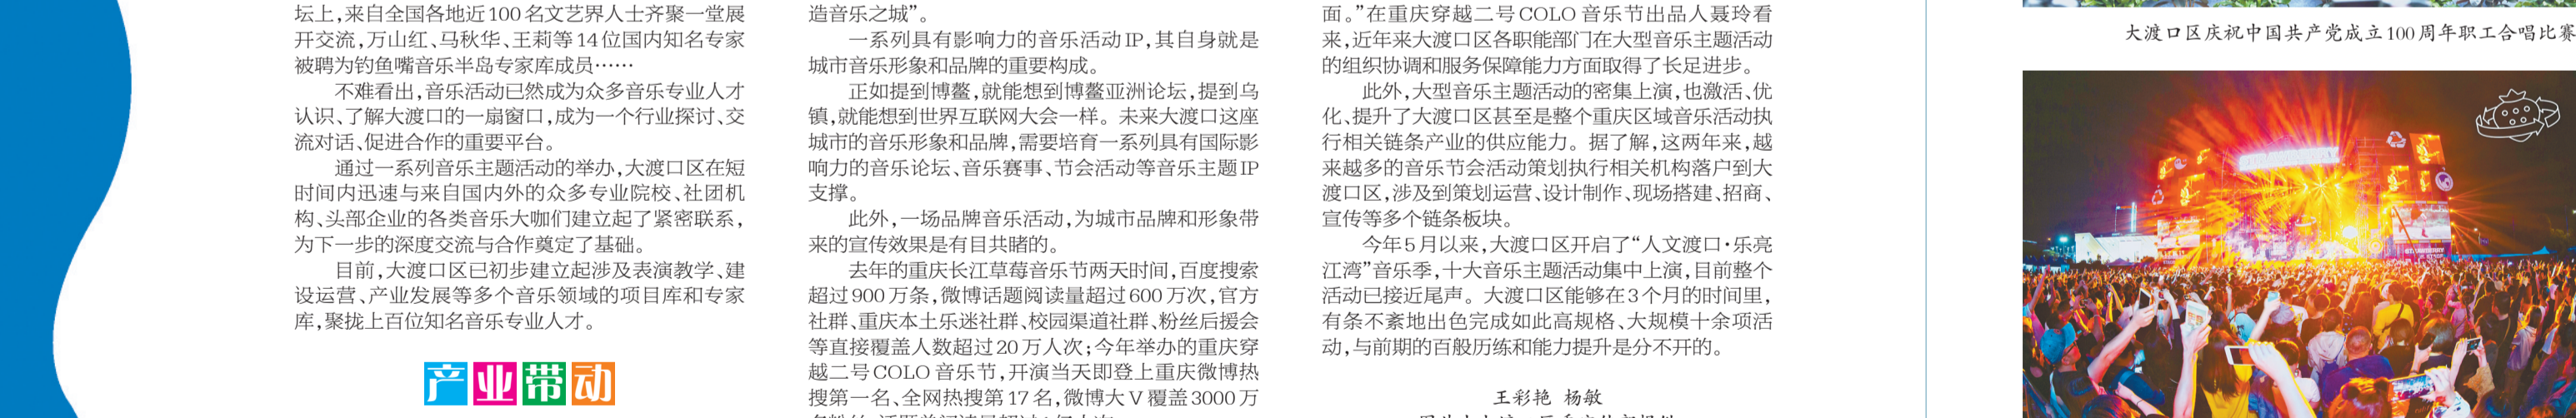 坛上，来自全国各地近100名文艺界人士齐聚一堂展
开交流，万山红、马秋华、王莉等14位国内知名专家
被聘为钓鱼嘴音乐半岛专家库成员……
不难看出，音乐活动已然成为众多音乐专业人才
认识、了解大渡口的一扇窗口，成为一个行业探讨、交
流对话、促进合作的重要平台。
通过一系列音乐主题活动的举办，大渡口区在短
时间内迅速与来自国内外的众多专业院校、社团机
构、头部企业的各类音乐大咖们建立起了紧密联系，
为下一步的深度交流与合作奠定了基础。
目前，大渡口区已初步建立起涉及表演教学、建
设运营、产业发展等多个音乐领域的项目库和专家
库，聚拢上百位知名音乐专业人才。
产业带动
造音乐之城”。
一系列具有影响力的音乐活动IP，其自身就是
城市音乐形象和品牌的重要构成。
正如提到博鳌，就能想到博鳌亚洲论坛，提到乌
镇，就能想到世界互联网大会一样。未来大渡口这座
城市的音乐形象和品牌，需要培育一系列具有国际影
响力的音乐论坛、音乐赛事、节会活动等音乐主题IP
支撑。
此外，一场品牌音乐活动，为城市品牌和形象带
来的宣传效果是有目共睹的。
去年的重庆长江草莓音乐节两天时间，百度搜索
超过900万条，微博话题阅读量超过600万次，官方
社群、重庆本土乐迷社群、校园渠道社群、粉丝后援会
等直接覆盖人数超过20万人次；今年举办的重庆穿
越二号COLO音乐节，开演当天即登上重庆微博热
搜第一名、全网热搜第17名，微博大V覆盖3000万
面。”在重庆穿越二号COLO音乐节出品人聂玲看
来，近年来大渡口区各职能部门在大型音乐主题活动
的组织协调和服务保障能力方面取得了长足进步。
此外，大型音乐主题活动的密集上演，也激活、优
化、提升了大渡口区甚至是整个重庆区域音乐活动执
行相关链条产业的供应能力。据了解，这两年来，越
来越多的音乐节会活动策划执行相关机构落户到大
渡口区，涉及到策划运营、设计制作、现场搭建、招商、
宣传等多个链条板块。
今年5月以来，大渡口区开启了“人文渡口·乐亮
江湾”音乐季，十大音乐主题活动集中上演，目前整个
活动已接近尾声。大渡口区能够在3个月的时间里，
有条不紊地出色完成如此高规格、大规模十余项活
动，与前期的百般历练和能力提升是分不开的。
王彩艳 杨敏
大渡口区庆祝中国共产党成立100周年职工合唱比赛